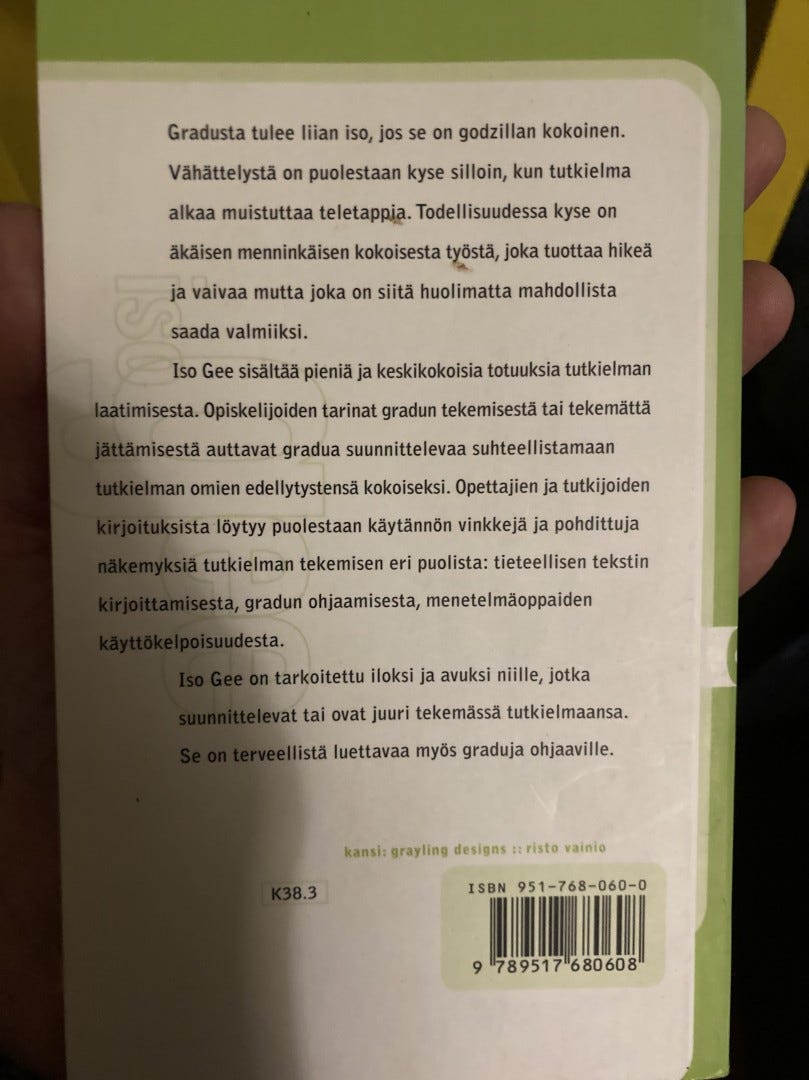 Gradusta tulee liian iso, jos se on godzillan kokoinen.
Vähättelystä on puolestaan kyse silloin, kun tutkielma
alkaa muistuttaa teletappia. Todellisuudessa kyse on
äkäisen menninkäisen kokoisesta työstä, joka tuottaa hikeä
ja vaivaa mutta joka on siitä huolimatta mahdollista
saada valmiiksi.
Iso Gee sisältää pieniä ja keskikokoisia totuuksia tutkielman
laatimisesta. Opiskelijoiden tarinat gradun tekemisestä tai tekemättä
jättämisestä auttavat gradua suunnittelevaa suhteellistamaan
tutkielman omien edellytystensä kokoiseksi. Opettajien ja tutkijoiden
kirjoituksista löytyy puolestaan käytännön vinkkejä ja pohdittuja
näkemyksiä tutkielman tekemisen eri puolista: tieteellisen tekstin
kirjoittamisesta, gradun ohjaamisesta, menetelmäoppaiden
käyttökelpoisuudesta.
Iso Gee on tarkoitettu iloksi ja avuksi niille, jotka
suunnittelevat tai ovat juuri tekemässä tutkielmaansa.
Se on terveellistä luettavaa myös graduja ohjaaville.
kansi: grayling designs :: risto vainio
K38.3
ISBN 951-768-060-0
9 789517 680608
ISO
Gee